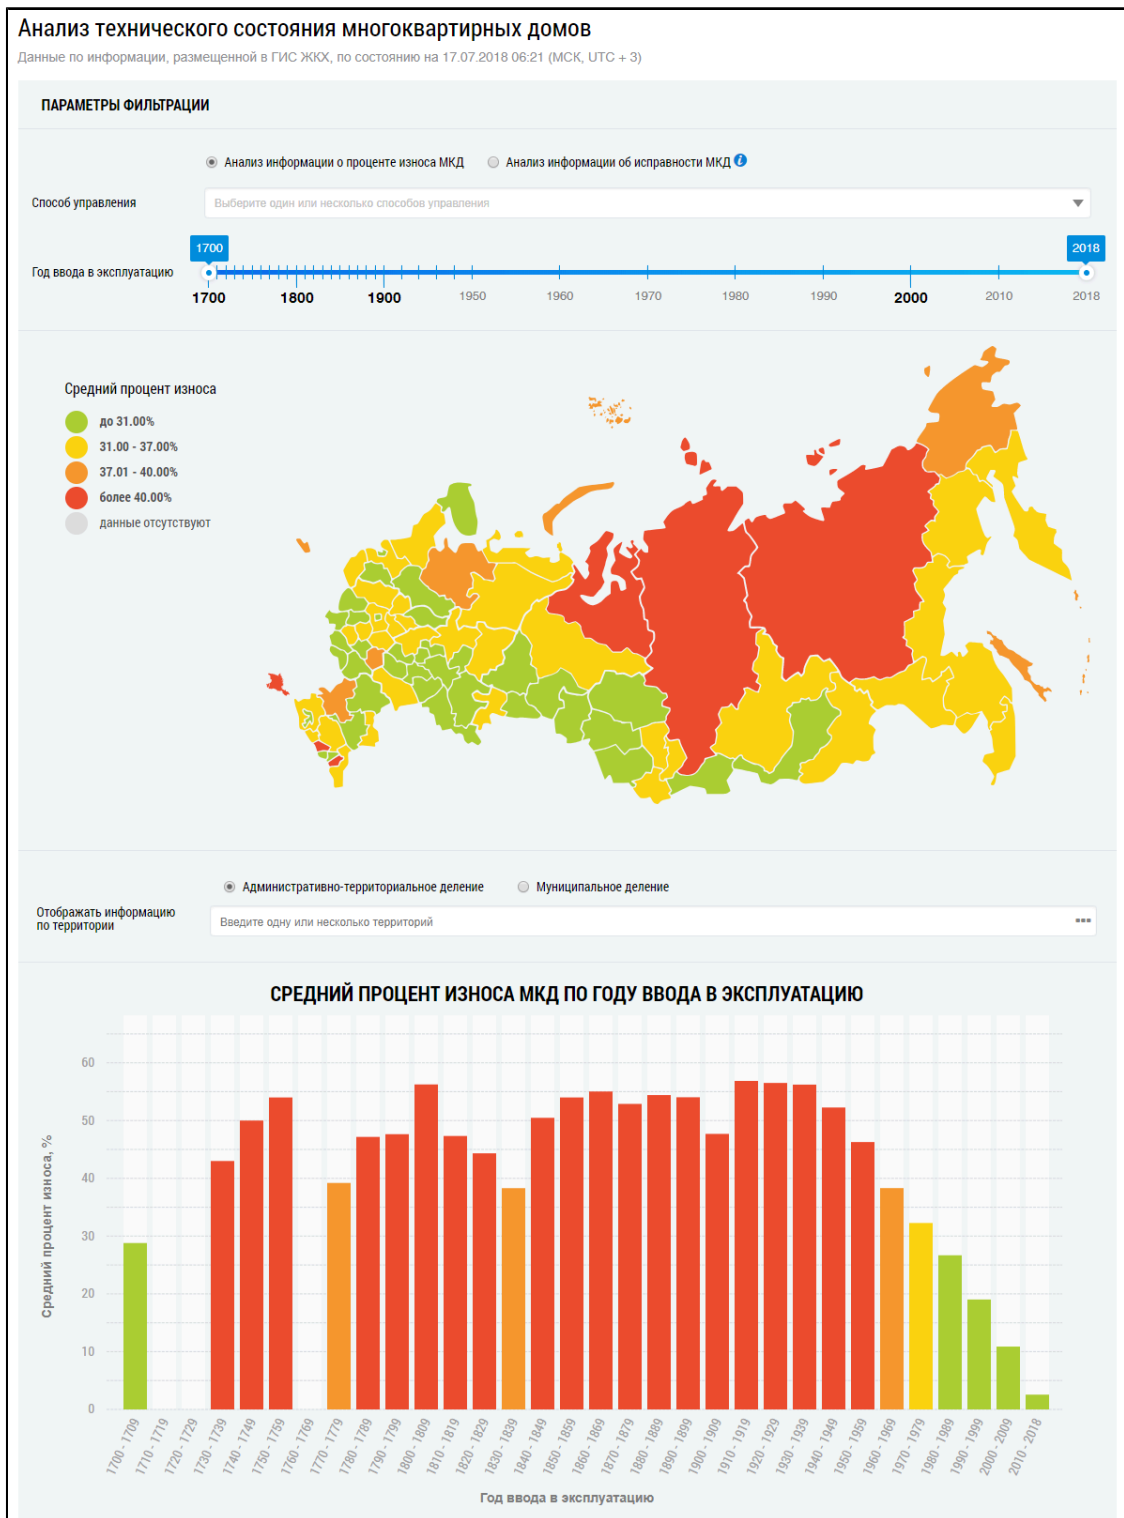 Анализ технического состояния многоквартирных домов
Данные по информации, размещенной в ГИС ЖКХ, по состоянию на 17.07.2018 06:21 (МСК, UTC + 3)
ПАРАМЕТРЫ ФИЛЬТРАЦИИ
Анализ информации о проценте износа МКД Анализ информации об исправности МКД i
Способ управления Выберите один или несколько способов управления
1700 2018
Год ввода в эксплуатацию
1700 1800 1900 1950 1960 1970 1980 1990 2000 2010 2018
Средний процент износа
до 31.00%
31.00 - 37.00%
37.01 - 40.00%
более 40.00%
данные отсутствуют
Административно-территориальное деление Муниципальное деление
Отображать информацию
по территории
Введите одну или несколько территорий
СРЕДНИЙ ПРОЦЕНТ ИЗНОСА МКД ПО ГОДУ ВВОДА В ЭКСПЛУАТАЦИЮ
Средний процент износа, %
60
50
40
30
20
10
0
1700 - 1709
1710 - 1719
1720 - 1729
1730 - 1739
1740 - 1749
1750 - 1759
1760 - 1769
1770 - 1779
1780 - 1789
1790 - 1799
1800 - 1809
1810 - 1819
1820 - 1829
1830 - 1839
1840 - 1849
1850 - 1859
1860 - 1869
1870 - 1879
1880 - 1889
1890 - 1899
1900 - 1909
1910 - 1919
1920 - 1929
1930 - 1939
1940 - 1949
1950 - 1959
1960 - 1969
1970 - 1979
1980 - 1989
1990 - 1999
2000 - 2009
2010 - 2018
Год ввода в эксплуатацию